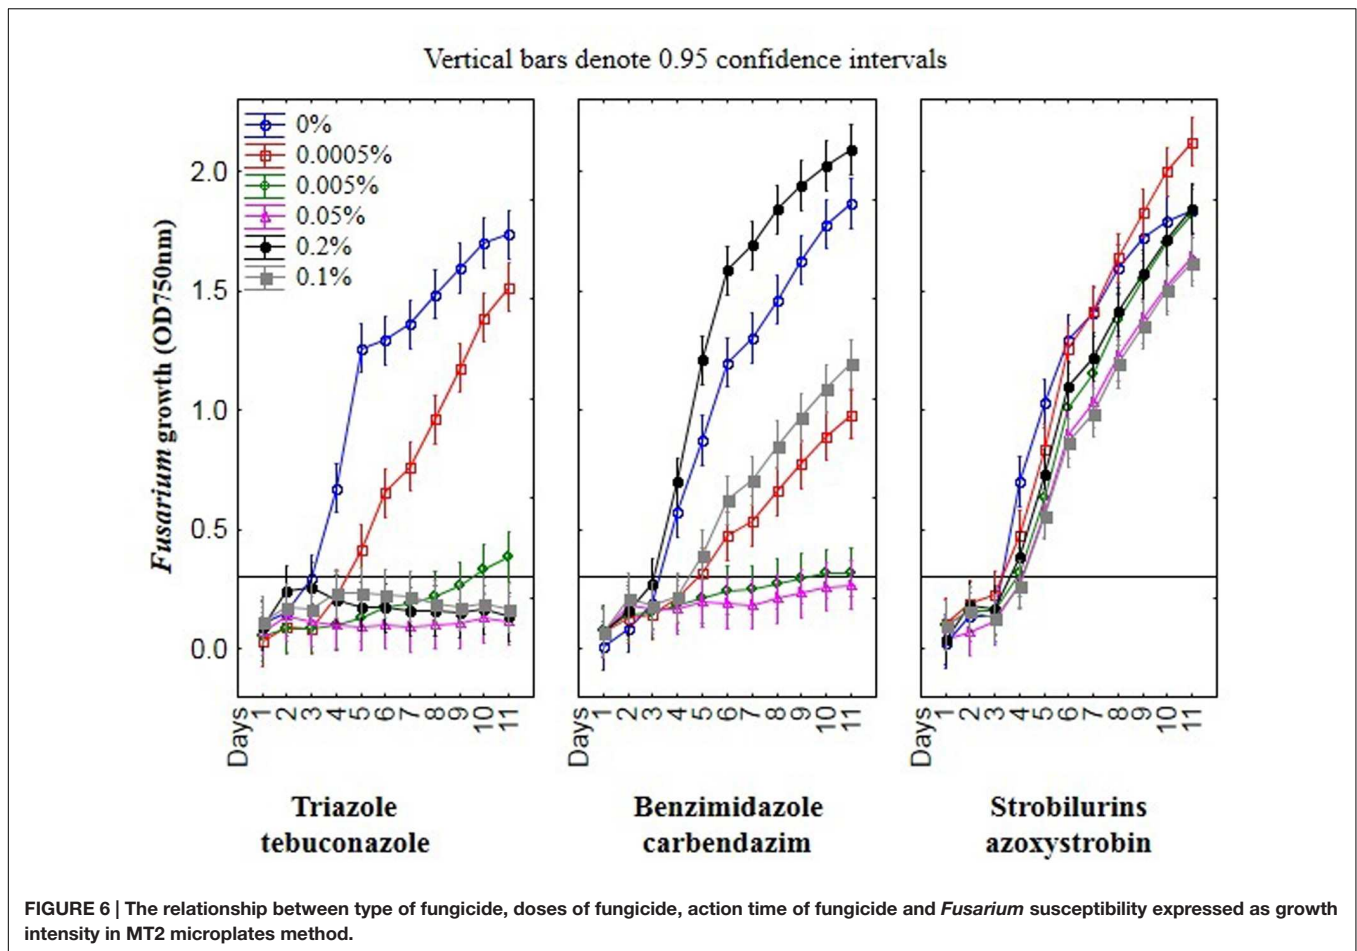 Vertical bars denote 0.95 confidence intervals
0%
0.0005%
0.005%
0.05%
0.2%
0.1%
2.0
1.5
1.0
0.5
0.0
Fusarium growth (OD750nm)
Days 1 2 3 4 5 6 7 8 9 10 11
Days 1 2 3 4 5 6 7 8 9 10 11
Days 1 2 3 4 5 6 7 8 9 10 11
Triazole
tebuconazole
Benzimidazole
carbendazim
Strobilurins
azoxystrobin
FIGURE 6 | The relationship between type of fungicide, doses of fungicide, action time of fungicide and Fusarium susceptibility expressed as growth
intensity in MT2 microplates method.